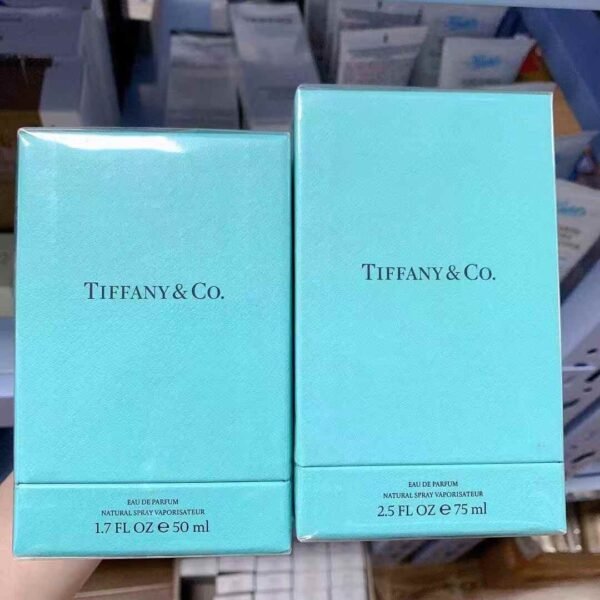 TIFFANY & CO.
EAU DE PARFUM
NATURAL SPRAY VAPORISATEUR
1.7 FL OZ e 50 ml
TIFFANY & CO.
EAU DE PARFUM
NATURAL SPRAY VAPORISATEUR
2.5 FL OZ e 75 ml